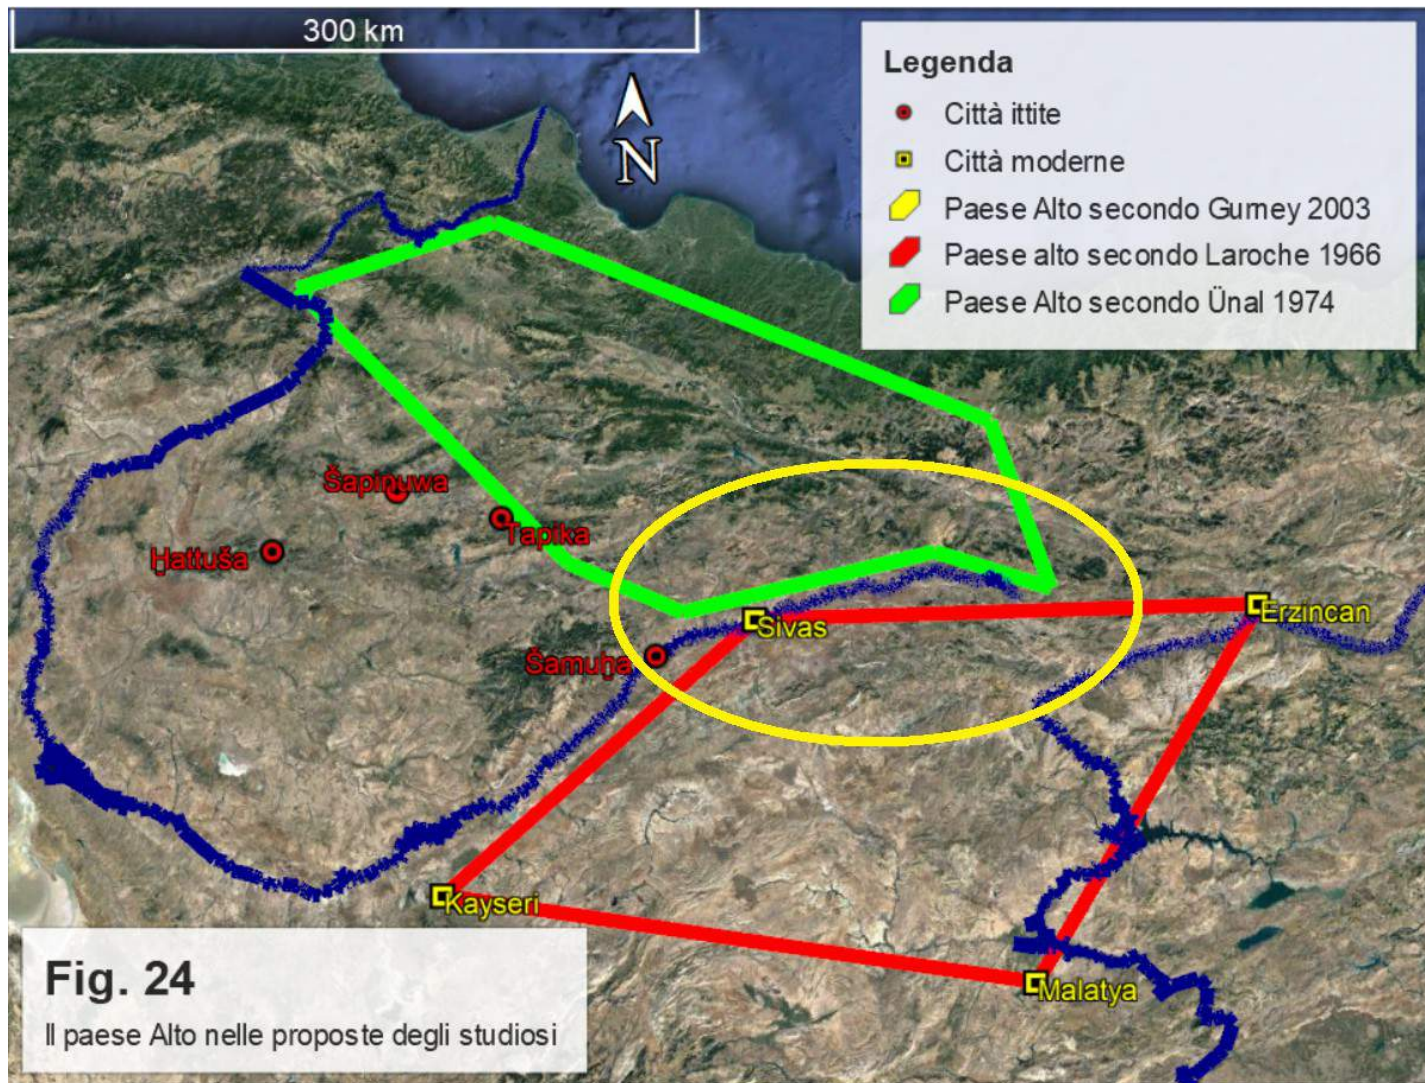 300 km
N
Legenda
Città ittite
Città moderne
Paese Alto secondo Gurney 2003
Paese alto secondo Laroche 1966
Paese Alto secondo Ünal 1974
Šapinuwa
Tapika
Ḫattuša
Sivas
Erzincan
Šamuḫa
Kayseri
Malatya
Fig. 24
Il paese Alto nelle proposte degli studiosi